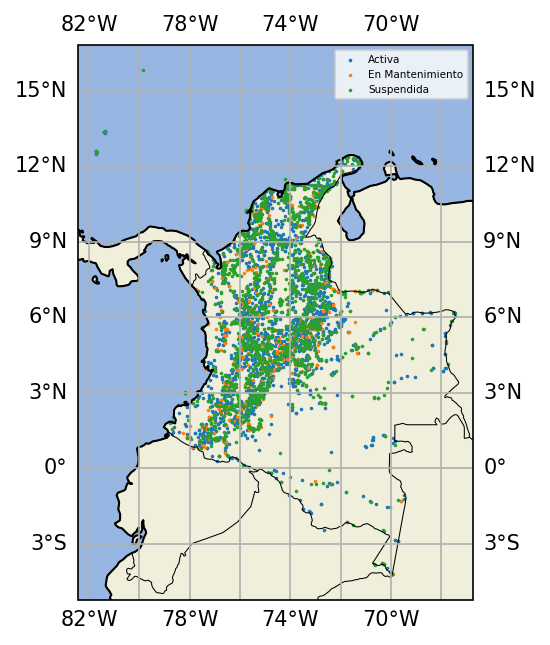 82°W 78°W 74°W 70°W
Activa
En Mantenimiento
Suspendida
15°N 15°N
12°N 12°N
9°N 9°N
6°N 6°N
3°N 3°N
0° 0°
3°S 3°S
82°W 78°W 74°W 70°W